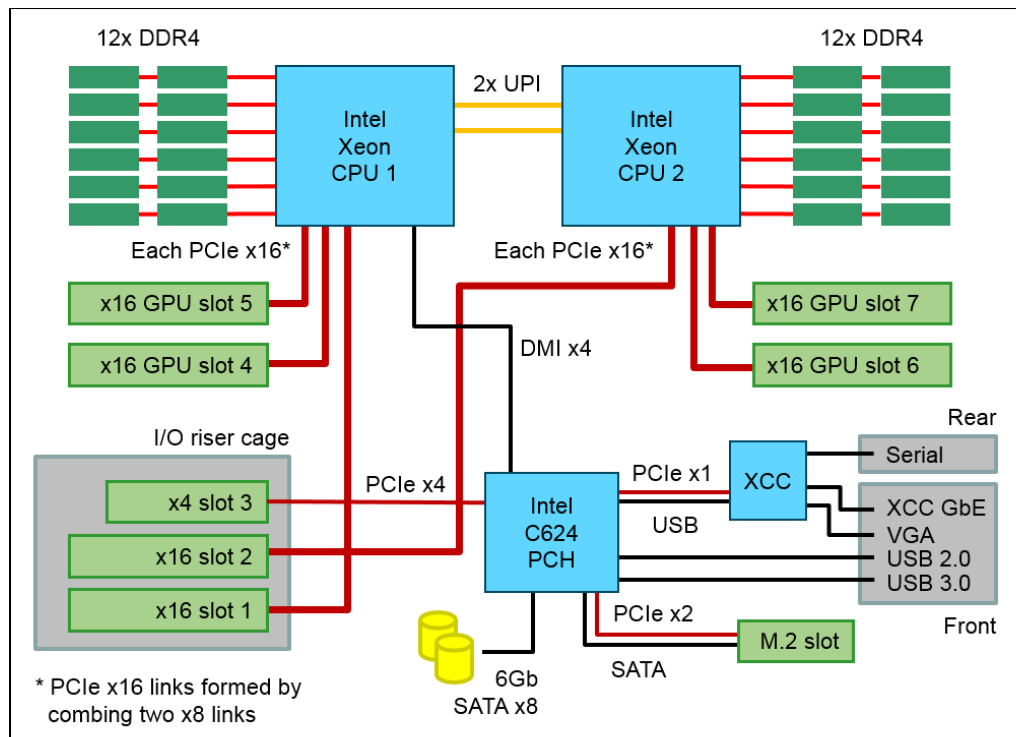 12x DDR4
12x DDR4
2x UPI
Intel
Xeon
CPU 1
Intel
Xeon
CPU 2
Each PCIe x16*
Each PCIe x16*
x16 GPU slot 5
x16 GPU slot 7
DMI x4
x16 GPU slot 4
x16 GPU slot 6
Rear
I/O riser cage
Serial
PCIe x4
PCIe x1
XCC
x4 slot 3
Intel
C624
PCH
XCC GbE
USB
VGA
x16 slot 2
USB 2.0
USB 3.0
x16 slot 1
PCIe x2
Front
M.2 slot
SATA
6Gb
SATA x8
* PCIe x16 links formed by
combing two x8 links